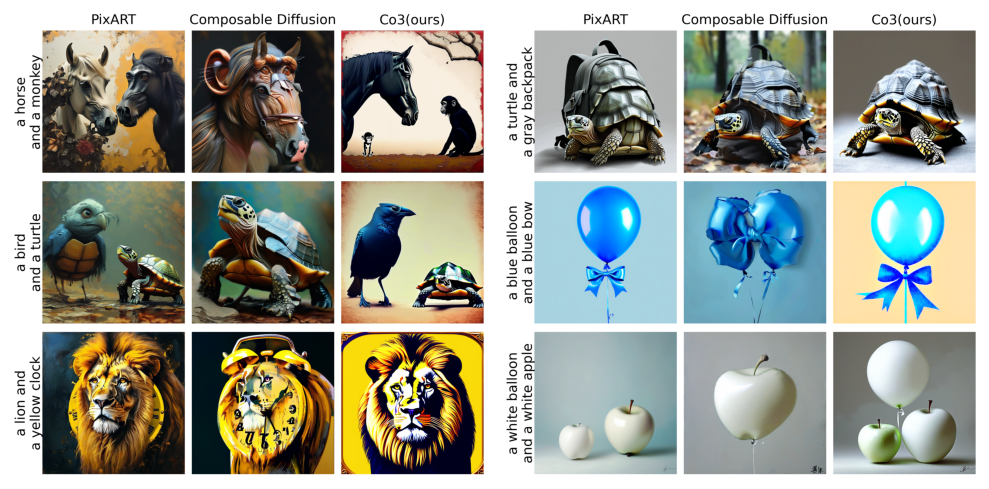 PixART
Composable Diffusion
Co3(ours)
a horse
and a monkey
a bird
and a turtle
a lion and
a yellow clock
PixART
Composable Diffusion
Co3(ours)
a turtle and
a gray backpack
a blue balloon
and a blue bow
a white balloon
and a white apple